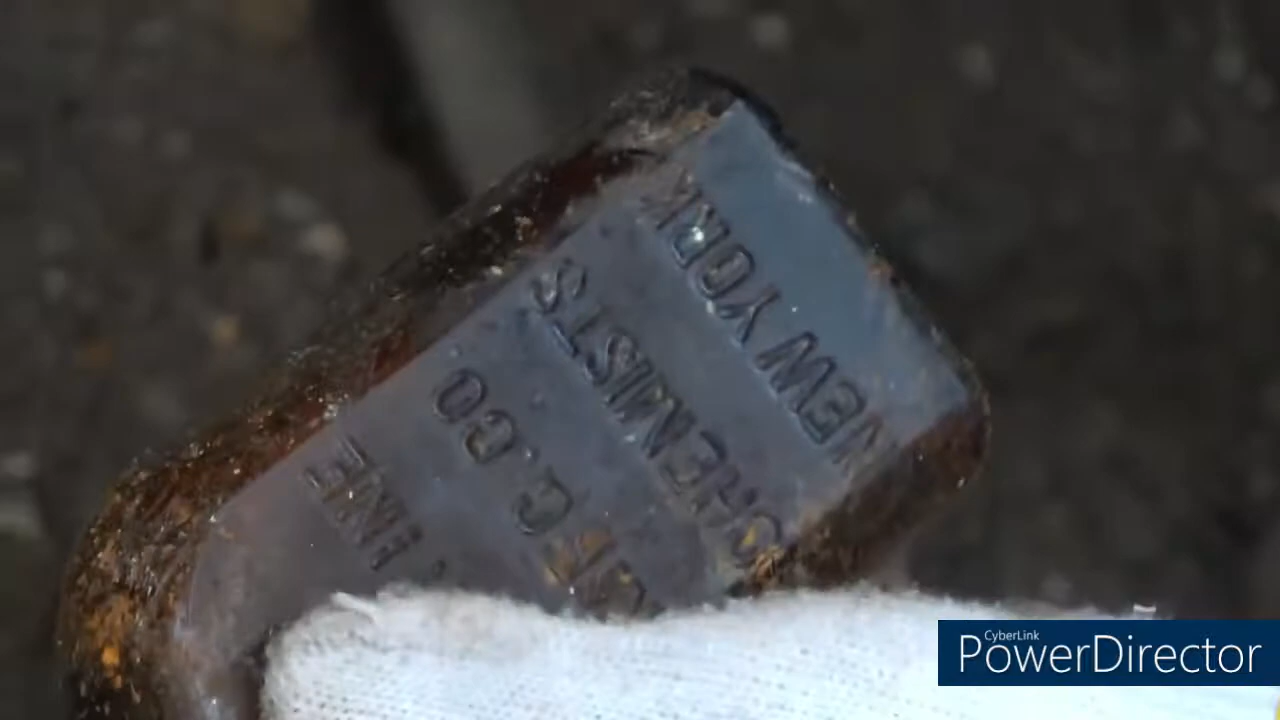 INE
M'F'G.CO
CHEMISTS
NEW YORK
CyberLink
PowerDirector